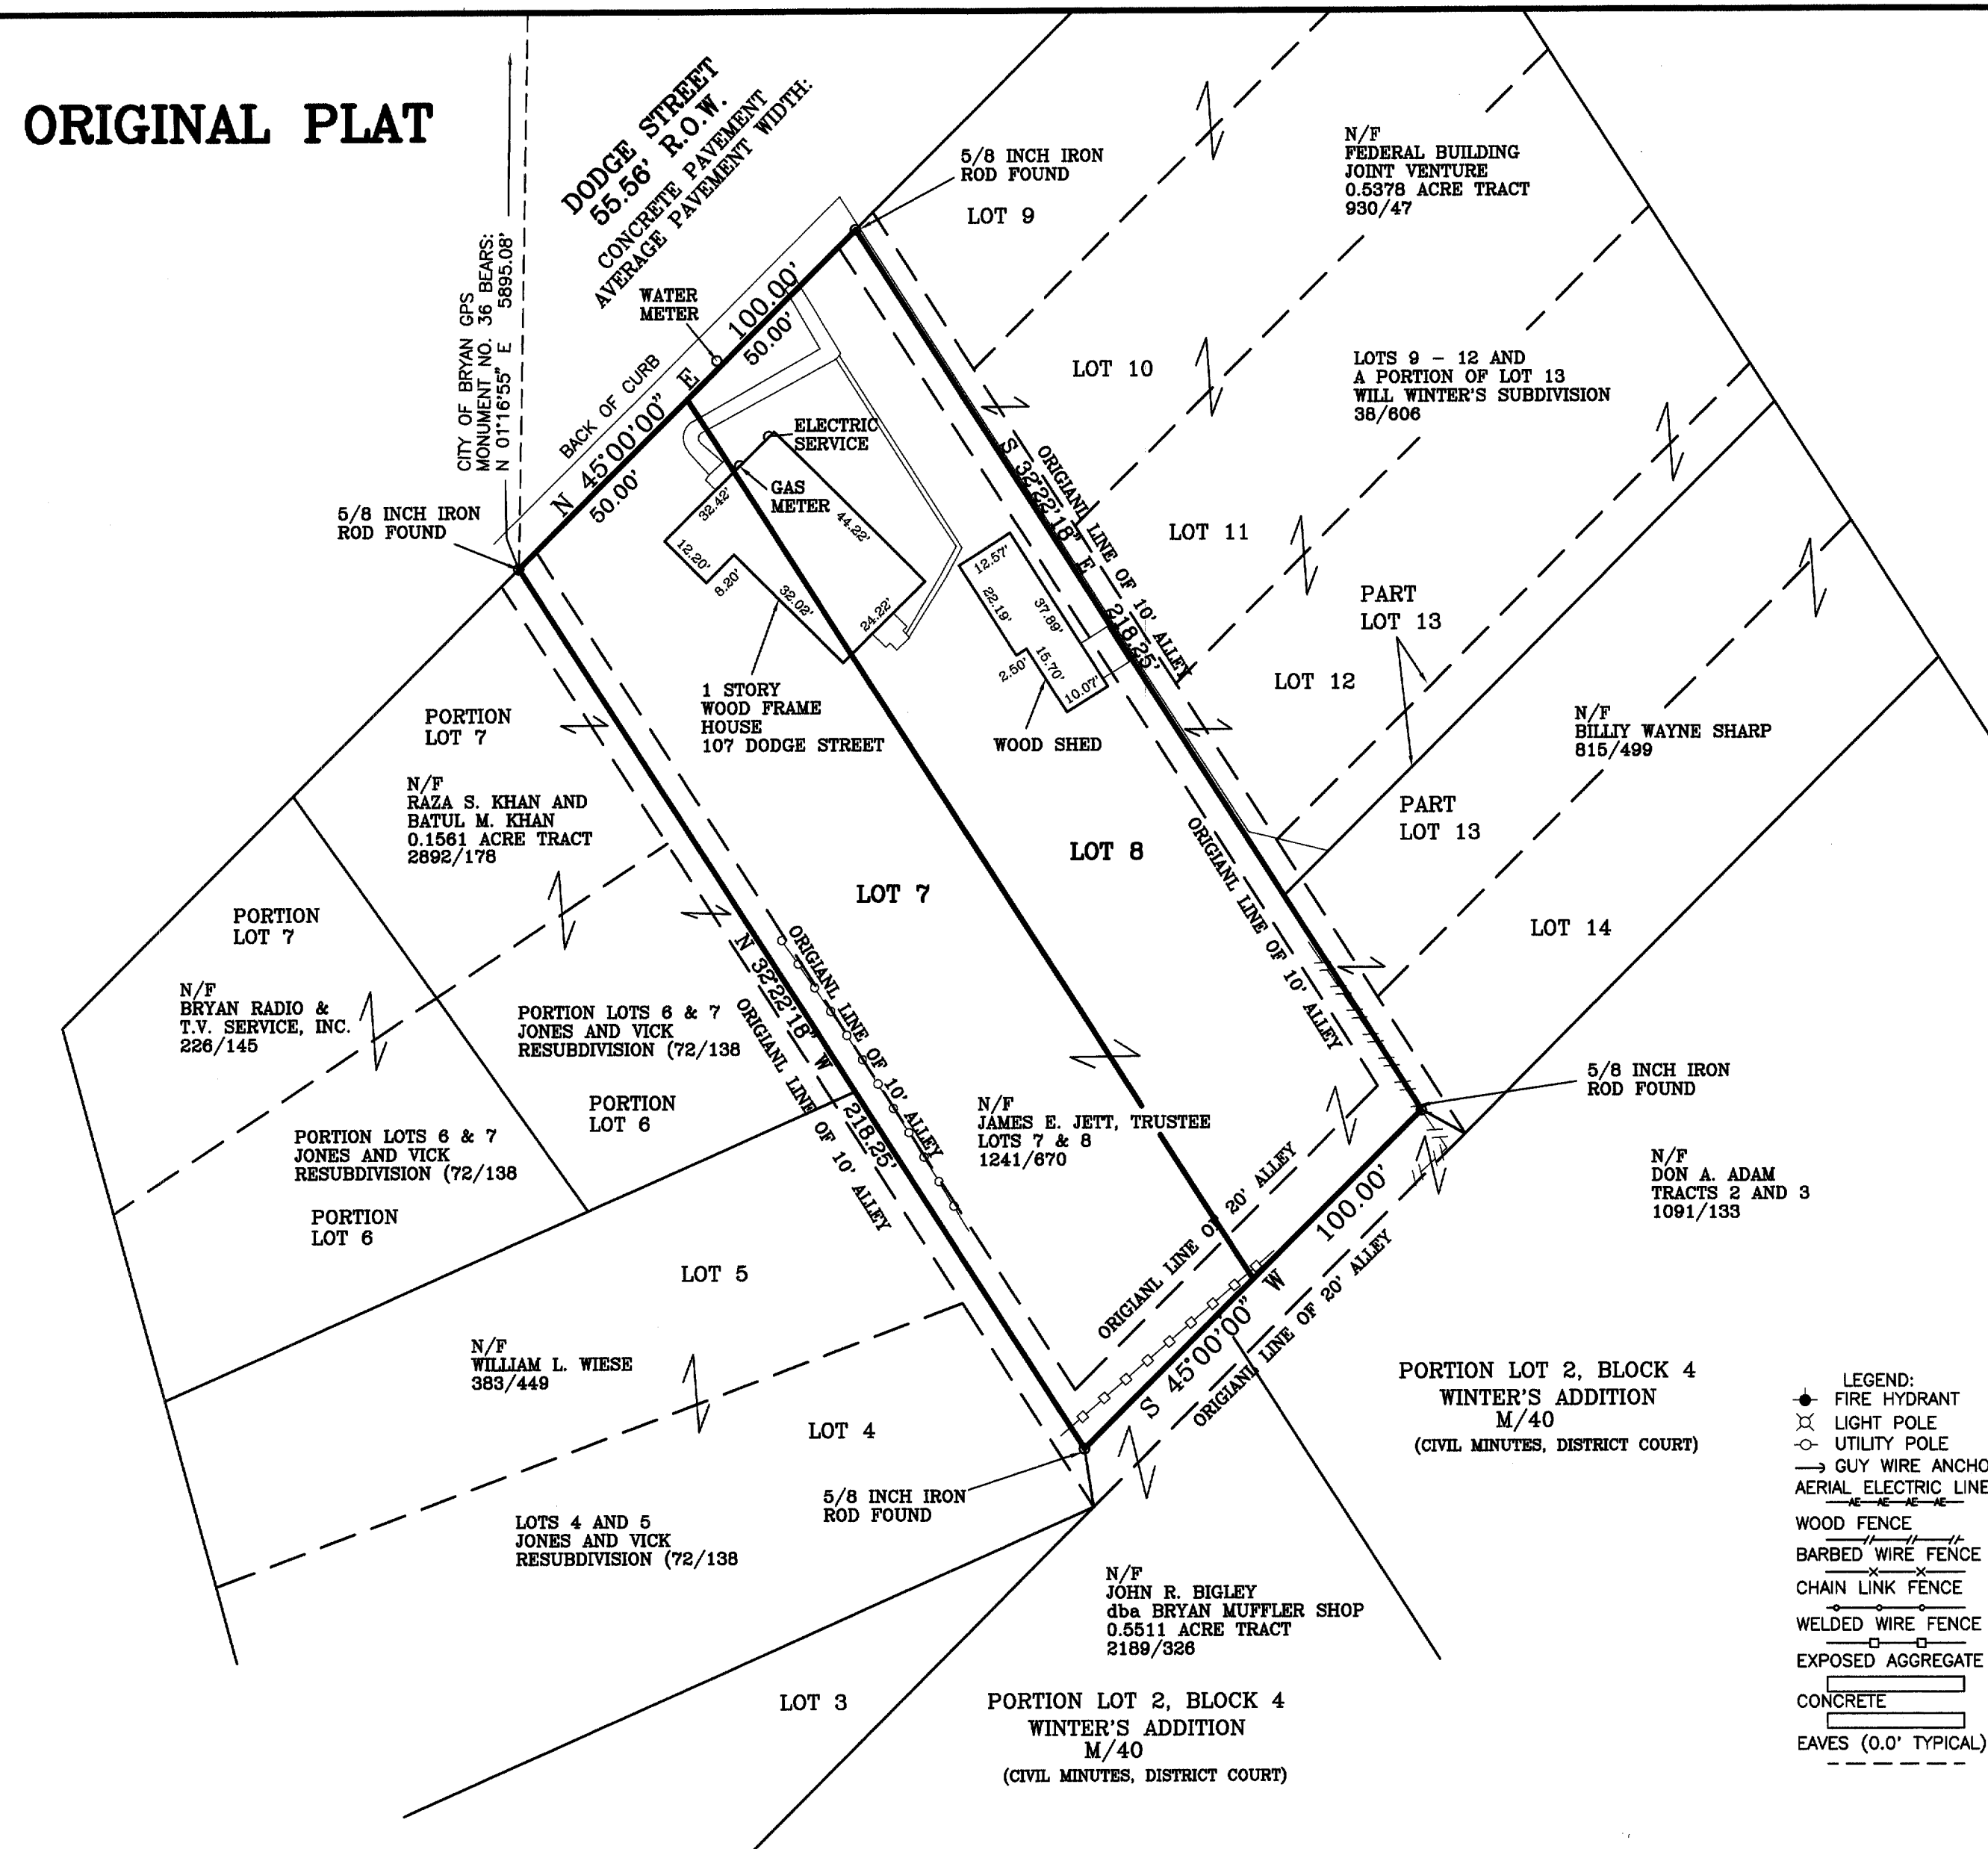 ORIGINAL PLAT
DODGE STREET
55.56' R.O.W.
CONCRETE PAVEMENT
AVERAGE PAVEMENT WIDTH:
CITY OF BRYAN GPS
MONUMENT NO. 36 BEARS:
N 01°16'55" E 5895.08'
5/8 INCH IRON
ROD FOUND
LOT 9
N/F
FEDERAL BUILDING
JOINT VENTURE
0.5378 ACRE TRACT
930/47
WATER
METER
BACK OF CURB
N 45°00'00" E 100.00'
50.00'
50.00'
LOT 10
LOTS 9 - 12 AND
A PORTION OF LOT 13
WILL WINTER'S SUBDIVISION
38/606
ELECTRIC
SERVICE
GAS
METER
5/8 INCH IRON
ROD FOUND
32.42'
44.22'
12.20'
8.20'
32.02'
24.22'
12.57'
22.19'
37.89'
2.50'
15.70'
10.07'
S 32°22'18" E 218.25'
ORIGIANL LINE OF 10' ALLEY
LOT 11
PART
LOT 13
LOT 12
1 STORY
WOOD FRAME
HOUSE
107 DODGE STREET
WOOD SHED
N/F
BILLIY WAYNE SHARP
815/499
PORTION
LOT 7
N/F
RAZA S. KHAN AND
BATUL M. KHAN
0.1561 ACRE TRACT
2892/178
PART
LOT 13
LOT 8
LOT 7
ORIGIANL LINE OF 10' ALLEY
LOT 14
PORTION
LOT 7
N/F
BRYAN RADIO &
T.V. SERVICE, INC.
226/145
PORTION LOTS 6 & 7
JONES AND VICK
RESUBDIVISION (72/138
N 32°22'18" W 218.25'
ORIGIANL LINE OF 10' ALLEY
ORIGIANL LINE OF 10' ALLEY
PORTION
LOT 6
N/F
JAMES E. JETT, TRUSTEE
LOTS 7 & 8
1241/670
5/8 INCH IRON
ROD FOUND
PORTION LOTS 6 & 7
JONES AND VICK
RESUBDIVISION (72/138
PORTION
LOT 6
N/F
DON A. ADAM
TRACTS 2 AND 3
1091/133
LOT 5
ORIGIANL LINE OF 20' ALLEY
S 45°00'00" W 100.00'
ORIGIANL LINE OF 20' ALLEY
N/F
WILLIAM L. WIESE
383/449
LOT 4
PORTION LOT 2, BLOCK 4
WINTER'S ADDITION
M/40
(CIVIL MINUTES, DISTRICT COURT)
5/8 INCH IRON
ROD FOUND
LOTS 4 AND 5
JONES AND VICK
RESUBDIVISION (72/138
N/F
JOHN R. BIGLEY
dba BRYAN MUFFLER SHOP
0.5511 ACRE TRACT
2189/326
LOT 3
PORTION LOT 2, BLOCK 4
WINTER'S ADDITION
M/40
(CIVIL MINUTES, DISTRICT COURT)
LEGEND:
FIRE HYDRANT
LIGHT POLE
UTILITY POLE
GUY WIRE ANCHO
AERIAL ELECTRIC LINE
AE AE AE AE
WOOD FENCE
BARBED WIRE FENCE
CHAIN LINK FENCE
WELDED WIRE FENCE
EXPOSED AGGREGATE
CONCRETE
EAVES (0.0' TYPICAL)